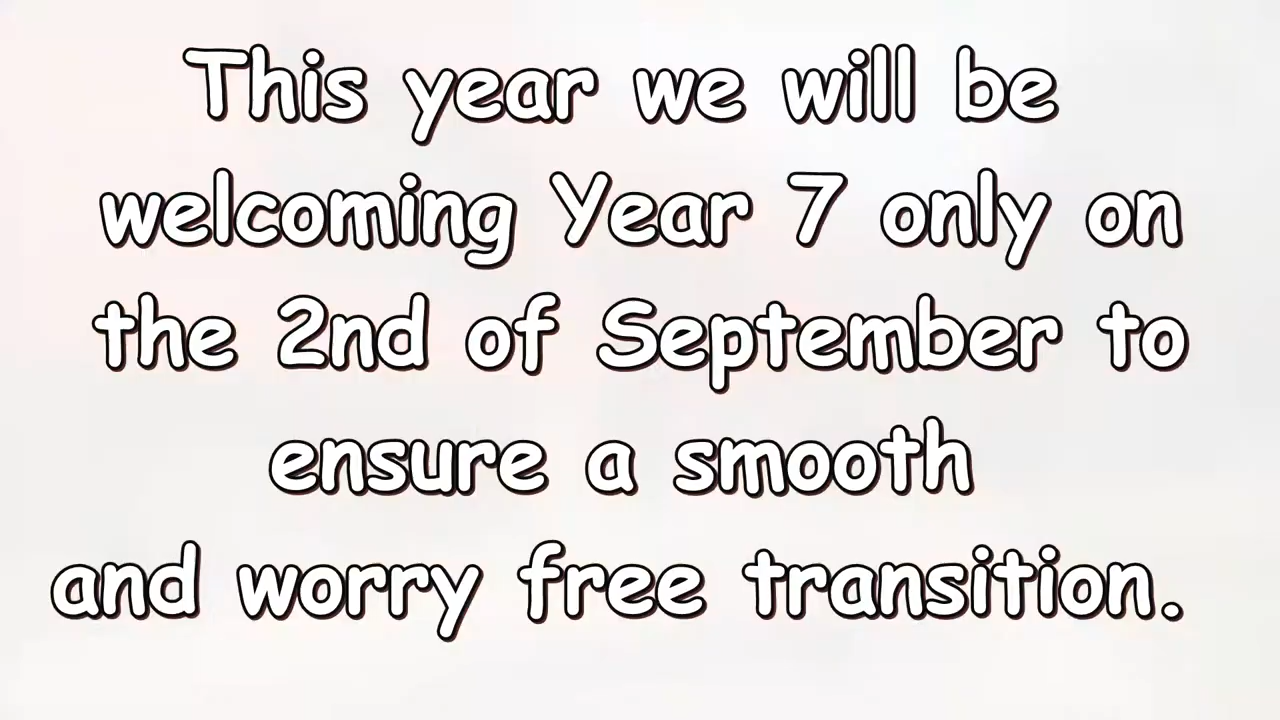 This year we will be
welcoming Year 7 only on
the 2nd of September to
ensure a smooth
and worry free transition.